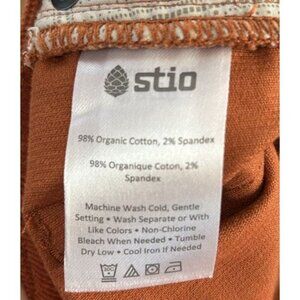 stio
98% Organic Cotton, 2% Spandex
98% Organique Coton, 2%
Spandex
Machine Wash Cold, Gentle
Setting • Wash Separate or With
Like Colors • Non-Chlorine
Bleach When Needed • Tumble
Dry Low • Cool Iron If Needed